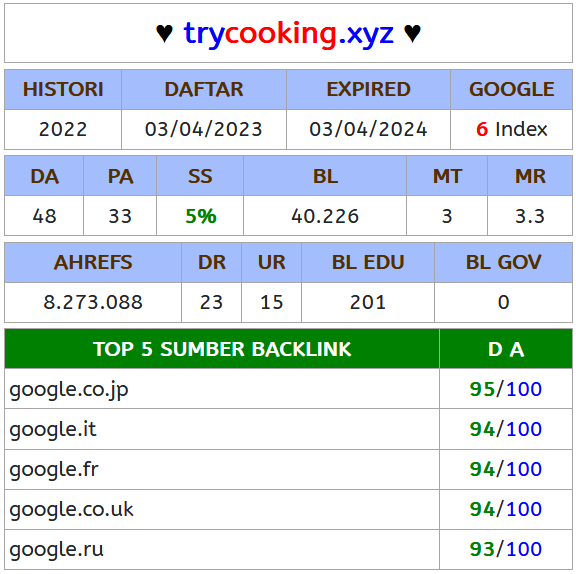 ♥ trycooking.xyz ♥
HISTORI DAFTAR EXPIRED GOOGLE
2022 03/04/2023 03/04/2024 6 Index
DA PA SS BL MT MR
48 33 5% 40.226 3 3.3
AHREFS DR UR BL EDU BL GOV
8.273.088 23 15 201 0
TOP 5 SUMBER BACKLINK D A
google.co.jp 95/100
google.it 94/100
google.fr 94/100
google.co.uk 94/100
google.ru 93/100